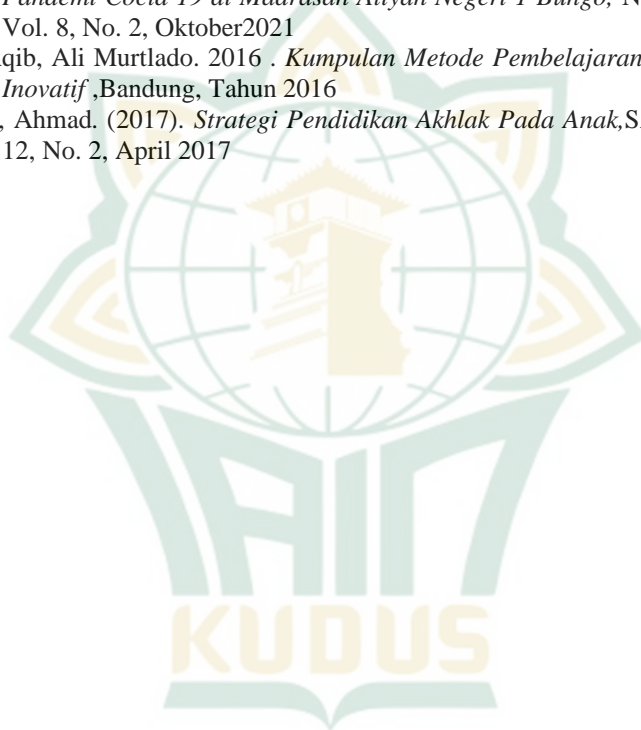 Pandemi Covid 19 di Madrasah Aliyah Negeri 1 Bungo,
Vol. 8, No. 2, Oktober2021
qib, Ali Murtlado. 2016 . Kumpulan Metode Pembelajaran
Inovatif ,Bandung, Tahun 2016
, Ahmad. (2017). Strategi Pendidikan Akhlak Pada Anak,S
12, No. 2, April 2017
IAIN
KUDUS